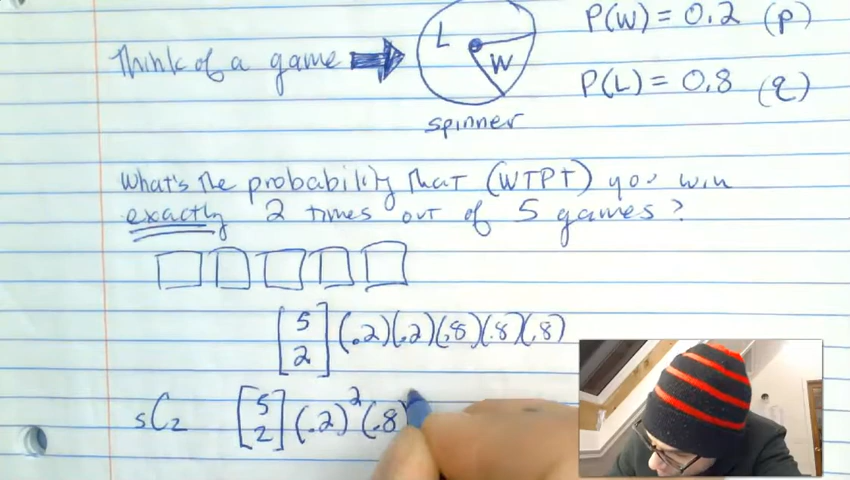 P(W) = 0.2 (p)
Think of a game L W
P(L) = 0.8 (q)
spinner
What's the probability that (WTPT) you win
exactly 2 times out of 5 games?
[5 2] (.2)(.2)(.8)(.8)(.8)
5C2 [5 2] (.2)² (.8)